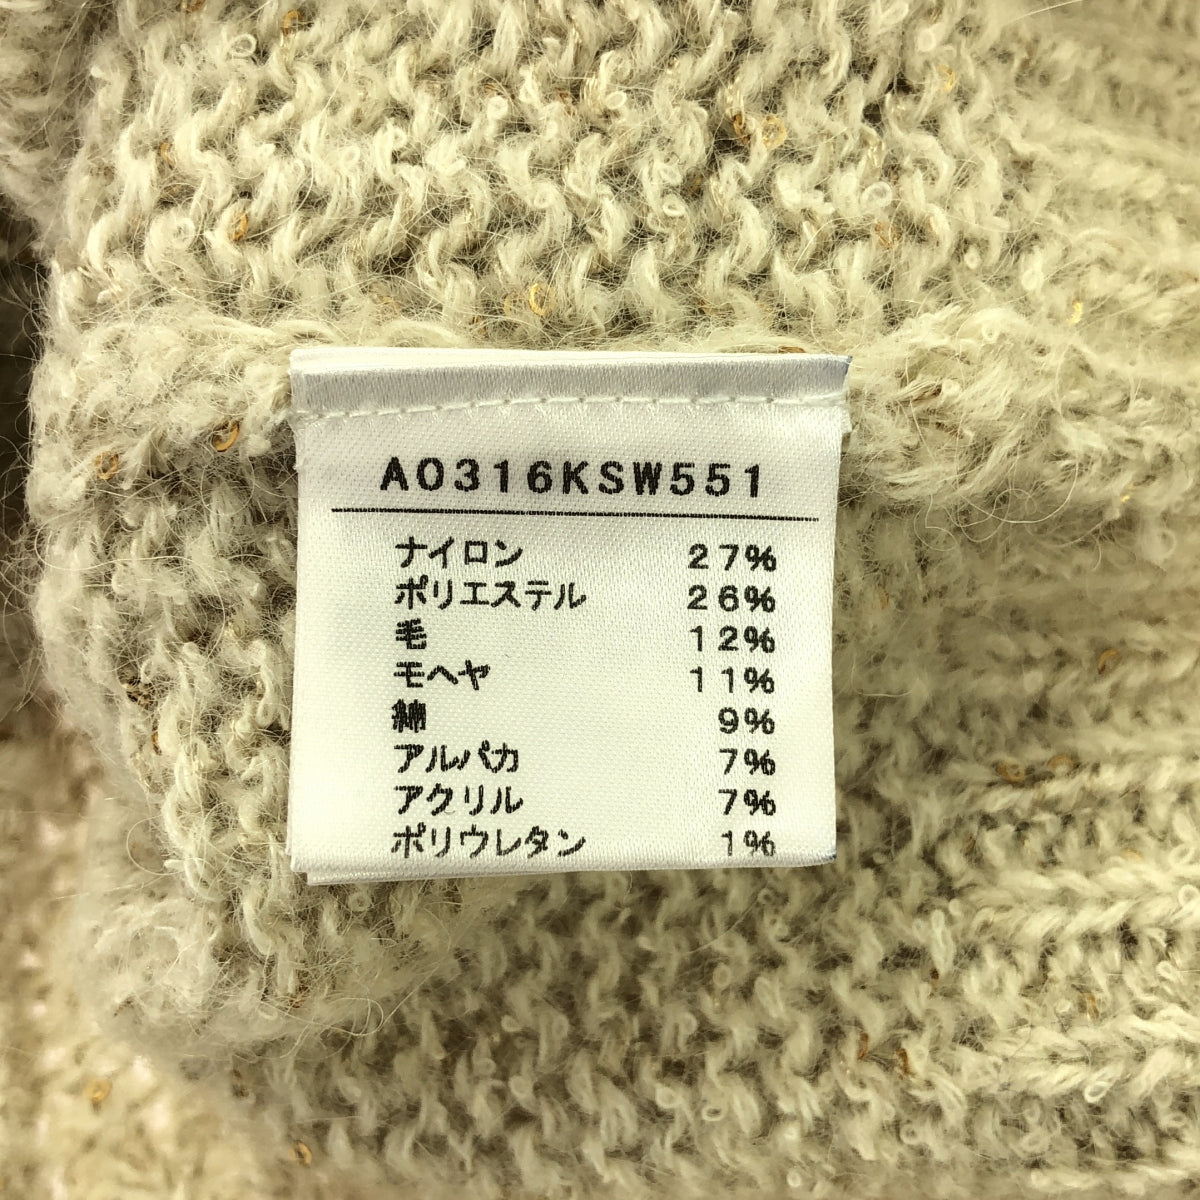 A0316KSW551
ナイロン 27%
ポリエステル 26%
毛 12%
モヘヤ 11%
綿 9%
アルパカ 7%
アクリル 7%
ポリウレタン 1%